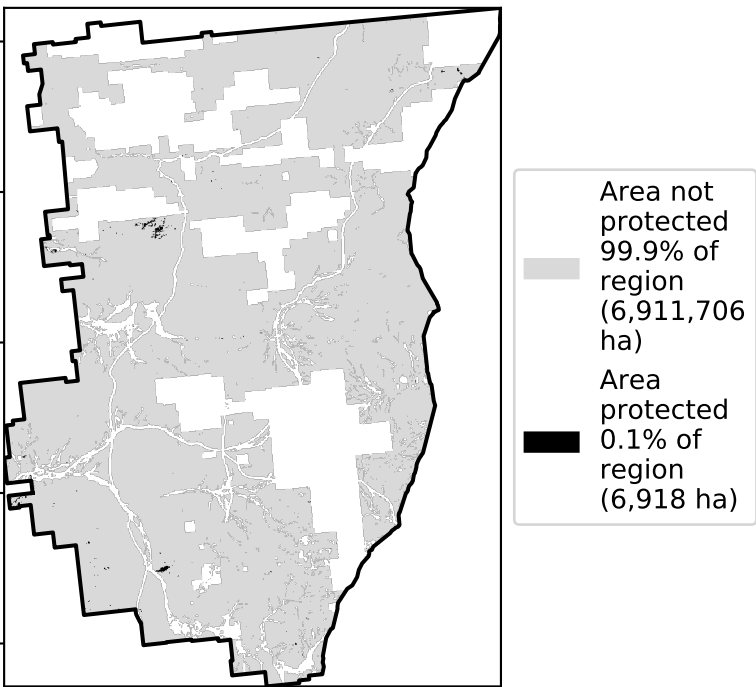 Area not
protected
99.9% of
region
(6,911,706
ha)
Area
protected
0.1% of
region
(6,918 ha)